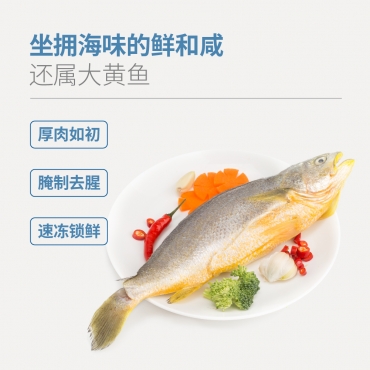 坐拥海味的鲜和咸
还属大黄鱼
厚肉如初
腌制去腥
速冻锁鲜